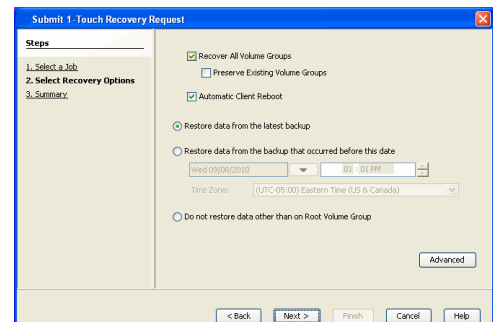 Submit 1-Touch Recovery Request
Steps
1. Select a Job
2. Select Recovery Options
3. Summary
Recover All Volume Groups
Preserve Existing Volume Groups
Automatic Client Reboot
Restore data from the latest backup
Restore data from the backup that occurred before this date
Wed 09/08/2010 01 : 01 PM
Time Zone: (UTC-05:00) Eastern Time (US & Canada)
Do not restore data other than on Root Volume Group
Advanced
< Back Next > Finish Cancel Help